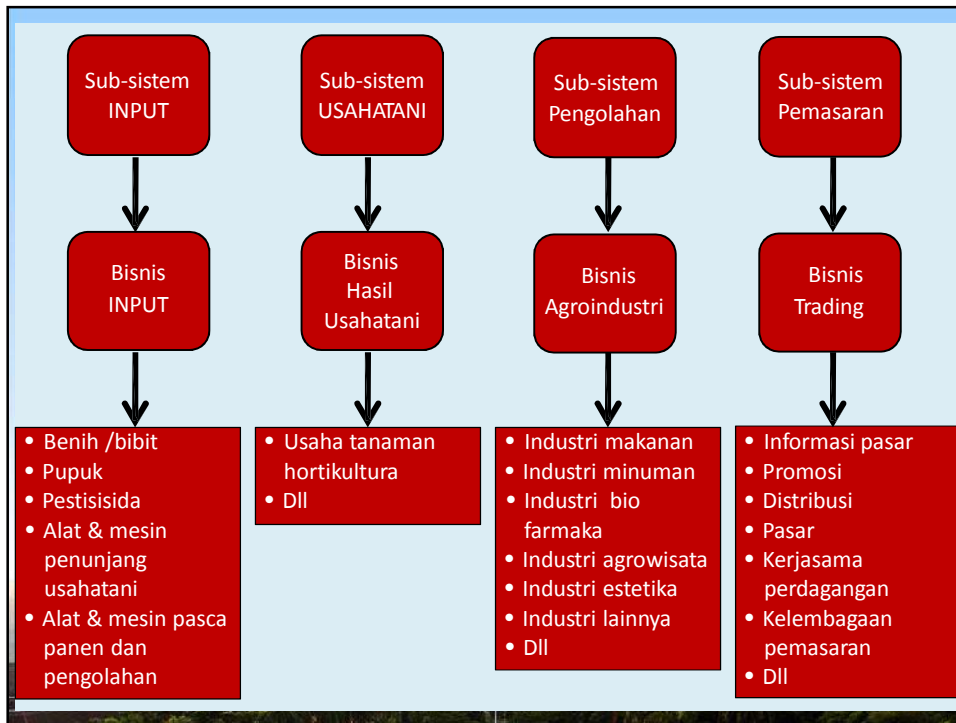 Sub-sistem
INPUT
Sub-sistem
USAHATANI
Sub-sistem
Pengolahan
Sub-sistem
Pemasaran
Bisnis
INPUT
Bisnis
Hasil
Usahatani
Bisnis
Agroindustri
Bisnis
Trading
• Benih /bibit
• Pupuk
• Pestisisida
• Alat & mesin
penunjang
usahatani
• Alat & mesin pasca
panen dan
pengolahan
• Usaha tanaman
hortikultura
• Dll
• Industri makanan
• Industri minuman
• Industri bio
farmaka
• Industri agrowisata
• Industri estetika
• Industri lainnya
• Dll
• Informasi pasar
• Promosi
• Distribusi
• Pasar
• Kerjasama
perdagangan
• Kelembagaan
pemasaran
• Dll